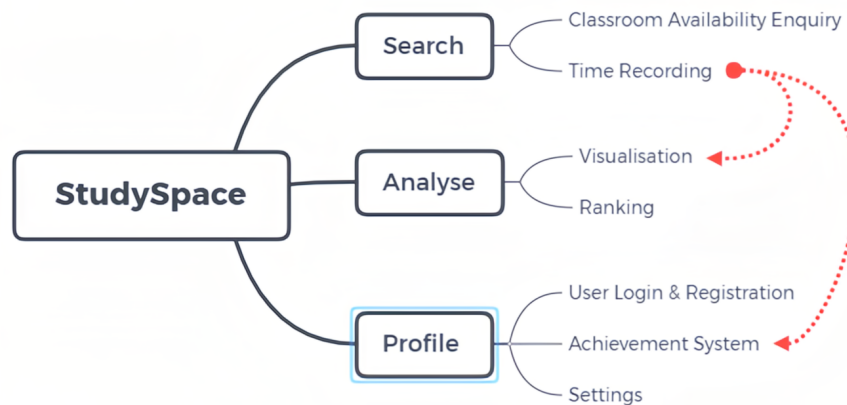 StudySpace
Search
Classroom Availability Enquiry
Time Recording
Analyse
Visualisation
Ranking
Profile
User Login & Registration
Achievement System
Settings